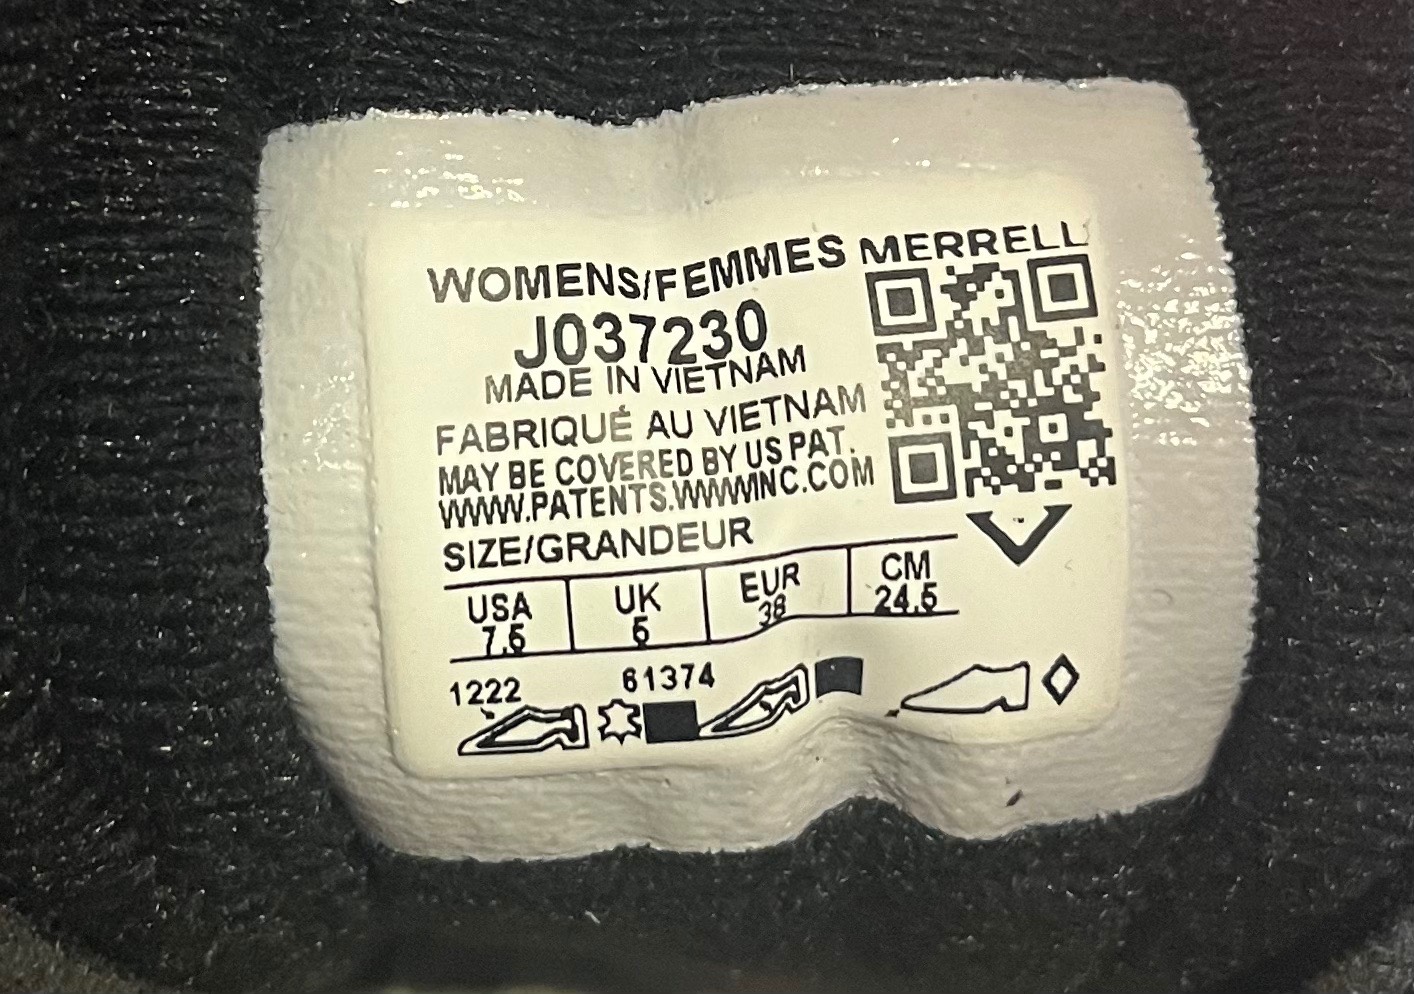 WOMENS/FEMMES MERRELL
J037230
MADE IN VIETNAM
FABRIQUÉ AU VIETNAM
MAY BE COVERED BY US PAT.
WWW.PATENTS.WWWINC.COM
SIZE/GRANDEUR
USA UK EUR CM
7.5 5 38 24.5
1222 61374